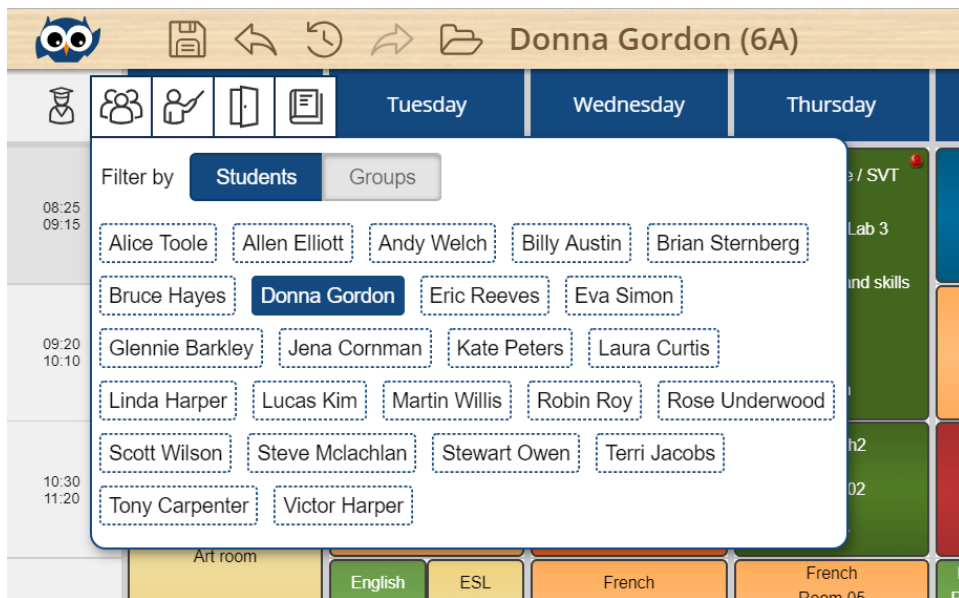 Donna Gordon (6A)
Tuesday Wednesday Thursday
Filter by Students Groups
/ SVT
08:25
09:15
Lab 3
Alice Toole Allen Elliott Andy Welch Billy Austin Brian Sternberg
and skills
Bruce Hayes Donna Gordon Eric Reeves Eva Simon
09:20
10:10
Glennie Barkley Jena Cornman Kate Peters Laura Curtis
Linda Harper Lucas Kim Martin Willis Robin Roy Rose Underwood
Scott Wilson Steve Mclachlan Stewart Owen Terri Jacobs
h2
10:30
11:20
02
Tony Carpenter Victor Harper
Art room
English ESL French French
Room 05